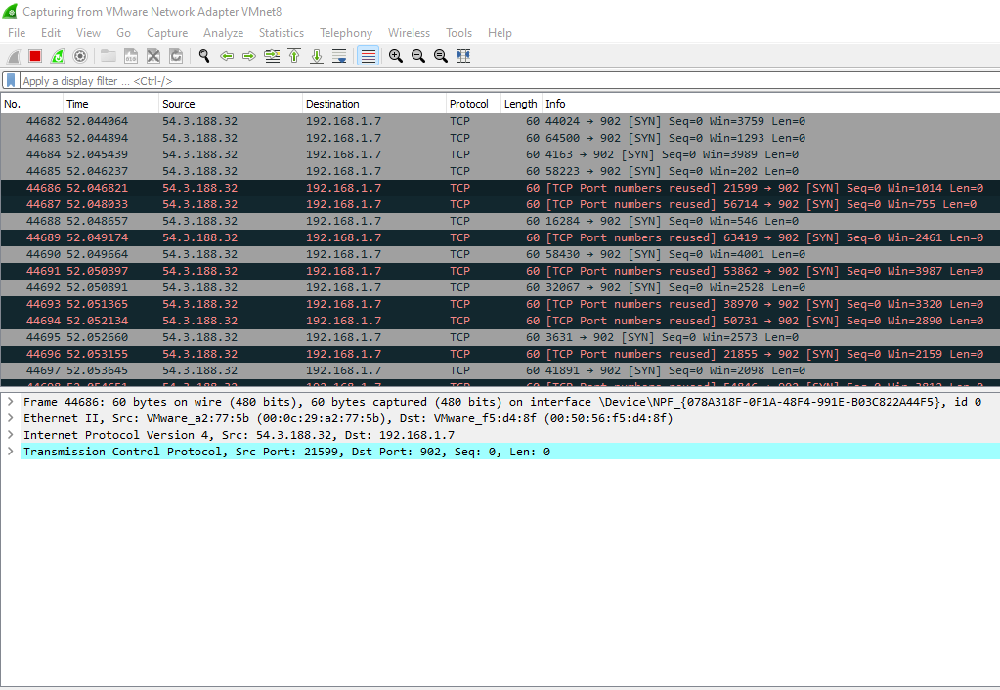 Capturing from VMware Network Adapter VMnet8
File Edit View Go Capture Analyze Statistics Telephony Wireless Tools Help
Apply a display filter ... <Ctrl-/>
No. Time Source Destination Protocol Length Info
44682 52.044064 54.3.188.32 192.168.1.7 TCP 60 44024 → 902 [SYN] Seq=0 Win=3759 Len=0
44683 52.044894 54.3.188.32 192.168.1.7 TCP 60 64500 → 902 [SYN] Seq=0 Win=1293 Len=0
44684 52.045439 54.3.188.32 192.168.1.7 TCP 60 4163 → 902 [SYN] Seq=0 Win=3989 Len=0
44685 52.046237 54.3.188.32 192.168.1.7 TCP 60 58223 → 902 [SYN] Seq=0 Win=202 Len=0
44686 52.046821 54.3.188.32 192.168.1.7 TCP 60 [TCP Port numbers reused] 21599 → 902 [SYN] Seq=0 Win=1014 Len=0
44687 52.048033 54.3.188.32 192.168.1.7 TCP 60 [TCP Port numbers reused] 56714 → 902 [SYN] Seq=0 Win=755 Len=0
44688 52.048657 54.3.188.32 192.168.1.7 TCP 60 16284 → 902 [SYN] Seq=0 Win=546 Len=0
44689 52.049174 54.3.188.32 192.168.1.7 TCP 60 [TCP Port numbers reused] 63419 → 902 [SYN] Seq=0 Win=2461 Len=0
44690 52.049664 54.3.188.32 192.168.1.7 TCP 60 58430 → 902 [SYN] Seq=0 Win=4001 Len=0
44691 52.050397 54.3.188.32 192.168.1.7 TCP 60 [TCP Port numbers reused] 53862 → 902 [SYN] Seq=0 Win=3987 Len=0
44692 52.050891 54.3.188.32 192.168.1.7 TCP 60 32067 → 902 [SYN] Seq=0 Win=2528 Len=0
44693 52.051365 54.3.188.32 192.168.1.7 TCP 60 [TCP Port numbers reused] 38970 → 902 [SYN] Seq=0 Win=3320 Len=0
44694 52.052134 54.3.188.32 192.168.1.7 TCP 60 [TCP Port numbers reused] 50731 → 902 [SYN] Seq=0 Win=2890 Len=0
44695 52.052660 54.3.188.32 192.168.1.7 TCP 60 3631 → 902 [SYN] Seq=0 Win=2573 Len=0
44696 52.053155 54.3.188.32 192.168.1.7 TCP 60 [TCP Port numbers reused] 21855 → 902 [SYN] Seq=0 Win=2159 Len=0
44697 52.053645 54.3.188.32 192.168.1.7 TCP 60 41891 → 902 [SYN] Seq=0 Win=2098 Len=0
Frame 44686: 60 bytes on wire (480 bits), 60 bytes captured (480 bits) on interface \Device\NPF_{078A318F-0F1A-48F4-991E-B03C822A44F5}, id 0
Ethernet II, Src: VMware_a2:77:5b (00:0c:29:a2:77:5b), Dst: VMware_f5:d4:8f (00:50:56:f5:d4:8f)
Internet Protocol Version 4, Src: 54.3.188.32, Dst: 192.168.1.7
Transmission Control Protocol, Src Port: 21599, Dst Port: 902, Seq: 0, Len: 0